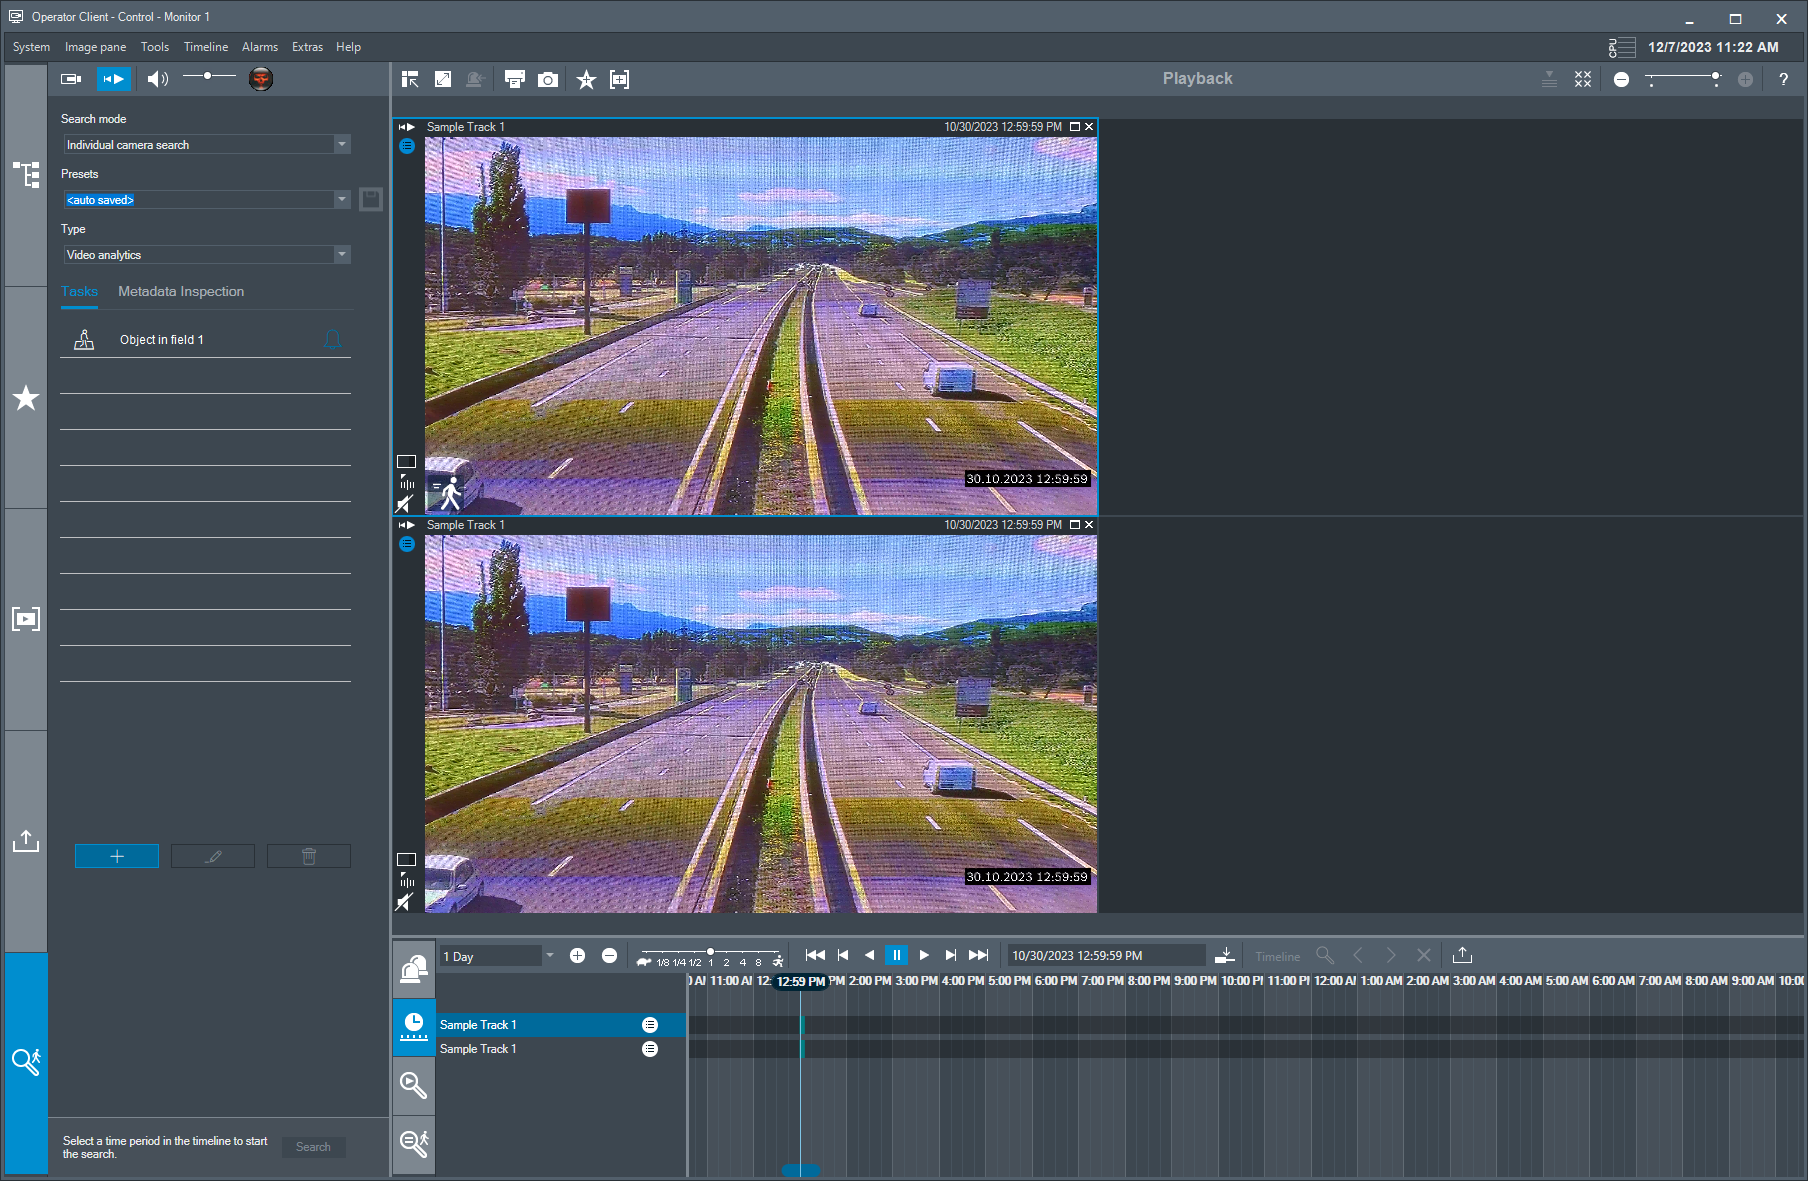 Operator Client - Control - Monitor 1
System Image pane Tools Timeline Alarms Extras Help
CPU
12/7/2023 11:22 AM
Playback
?
Search mode
Individual camera search
Presets
<auto saved>
Type
Video analytics
Tasks Metadata Inspection
Object in field 1
Select a time period in the timeline to start
the search.
Search
Sample Track 1 10/30/2023 12:59:59 PM
30.10.2023 12:59:59
Sample Track 1 10/30/2023 12:59:59 PM
30.10.2023 12:59:59
1 Day
1/8 1/4 1/2 1 2 4 8
10/30/2023 12:59:59 PM
Timeline
11:00 AM 12: 12:59 PM PM 2:00 PM 3:00 PM 4:00 PM 5:00 PM 6:00 PM 7:00 PM 8:00 PM 9:00 PM 10:00 PM 11:00 PM 12:00 AM 1:00 AM 2:00 AM 3:00 AM 4:00 AM 5:00 AM 6:00 AM 7:00 AM 8:00 AM 9:00 AM 10:00
Sample Track 1
Sample Track 1